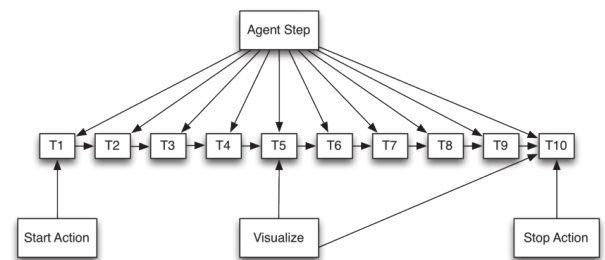 Agent Step
T1 T2 T3 T4 T5 T6 T7 T8 T9 T10
Start Action Visualize Stop Action